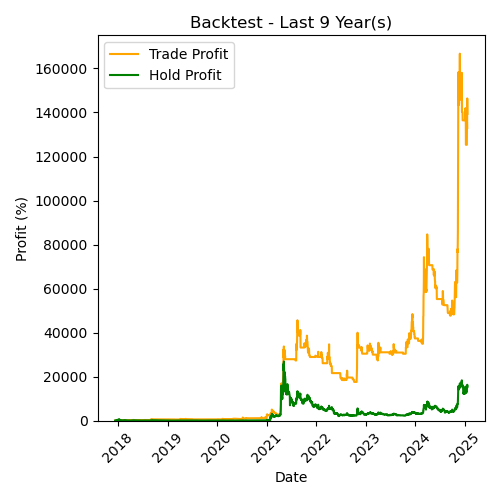 Backtest - Last 9 Year(s)
Trade Profit
Hold Profit
160000
140000
120000
100000
80000
60000
40000
20000
0
Profit (%)
2018 2019 2020 2021 2022 2023 2024 2025
Date